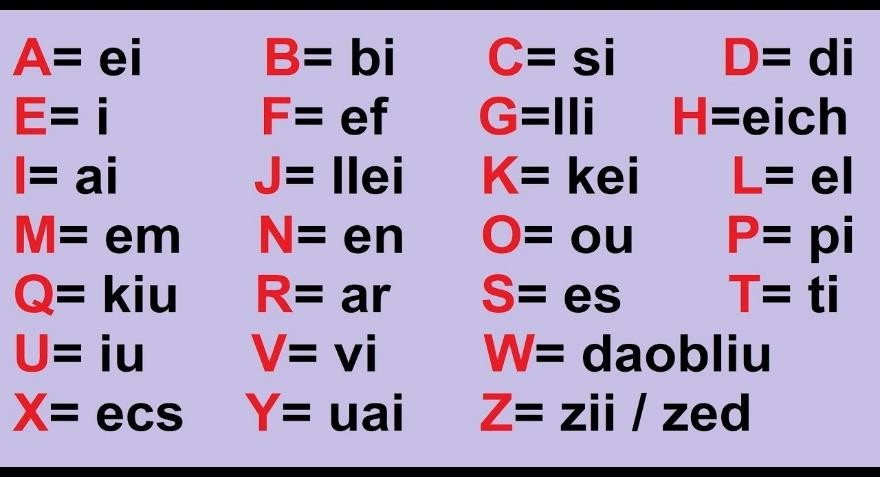 A= ei B= bi C= si D= di
E= i F= ef G=lli H=eich
I= ai J= llei K= kei L= el
M= em N= en O= ou P= pi
Q= kiu R= ar S= es T= ti
U= iu V= vi W= daobliu
X= ecs Y= uai Z= zii / zed